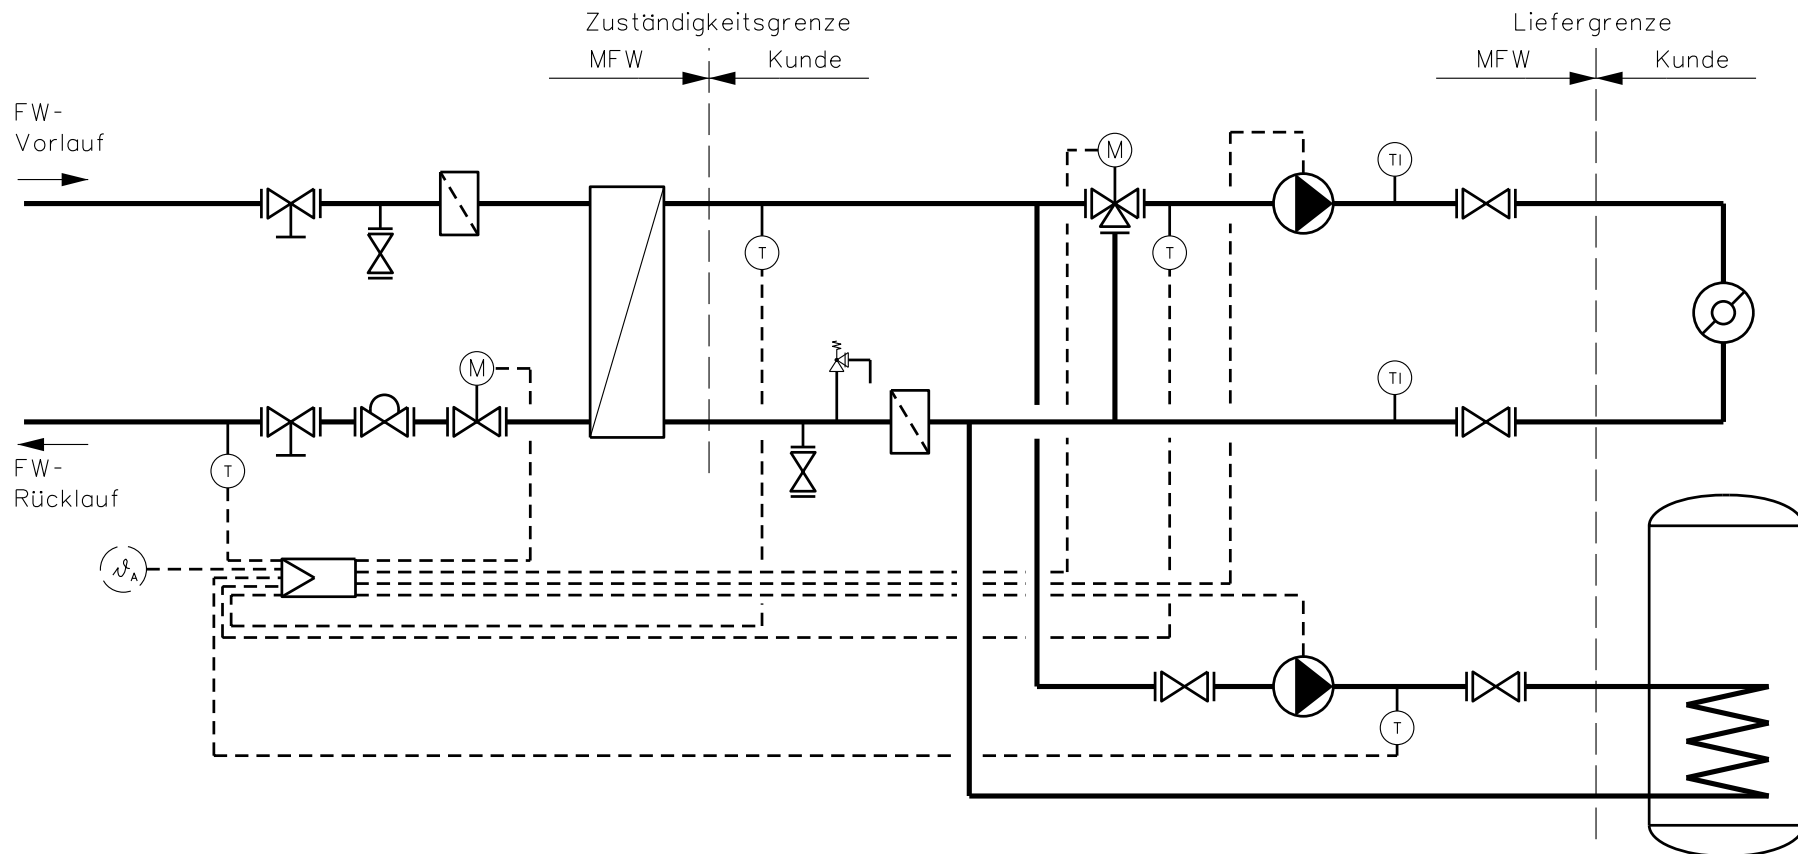 Zuständigkeitsgrenze
MFW Kunde
Liefergrenze
MFW Kunde
FW-
Vorlauf
M
TI
T
T
M
TI
FW-
Rücklauf
T
ϑA
T